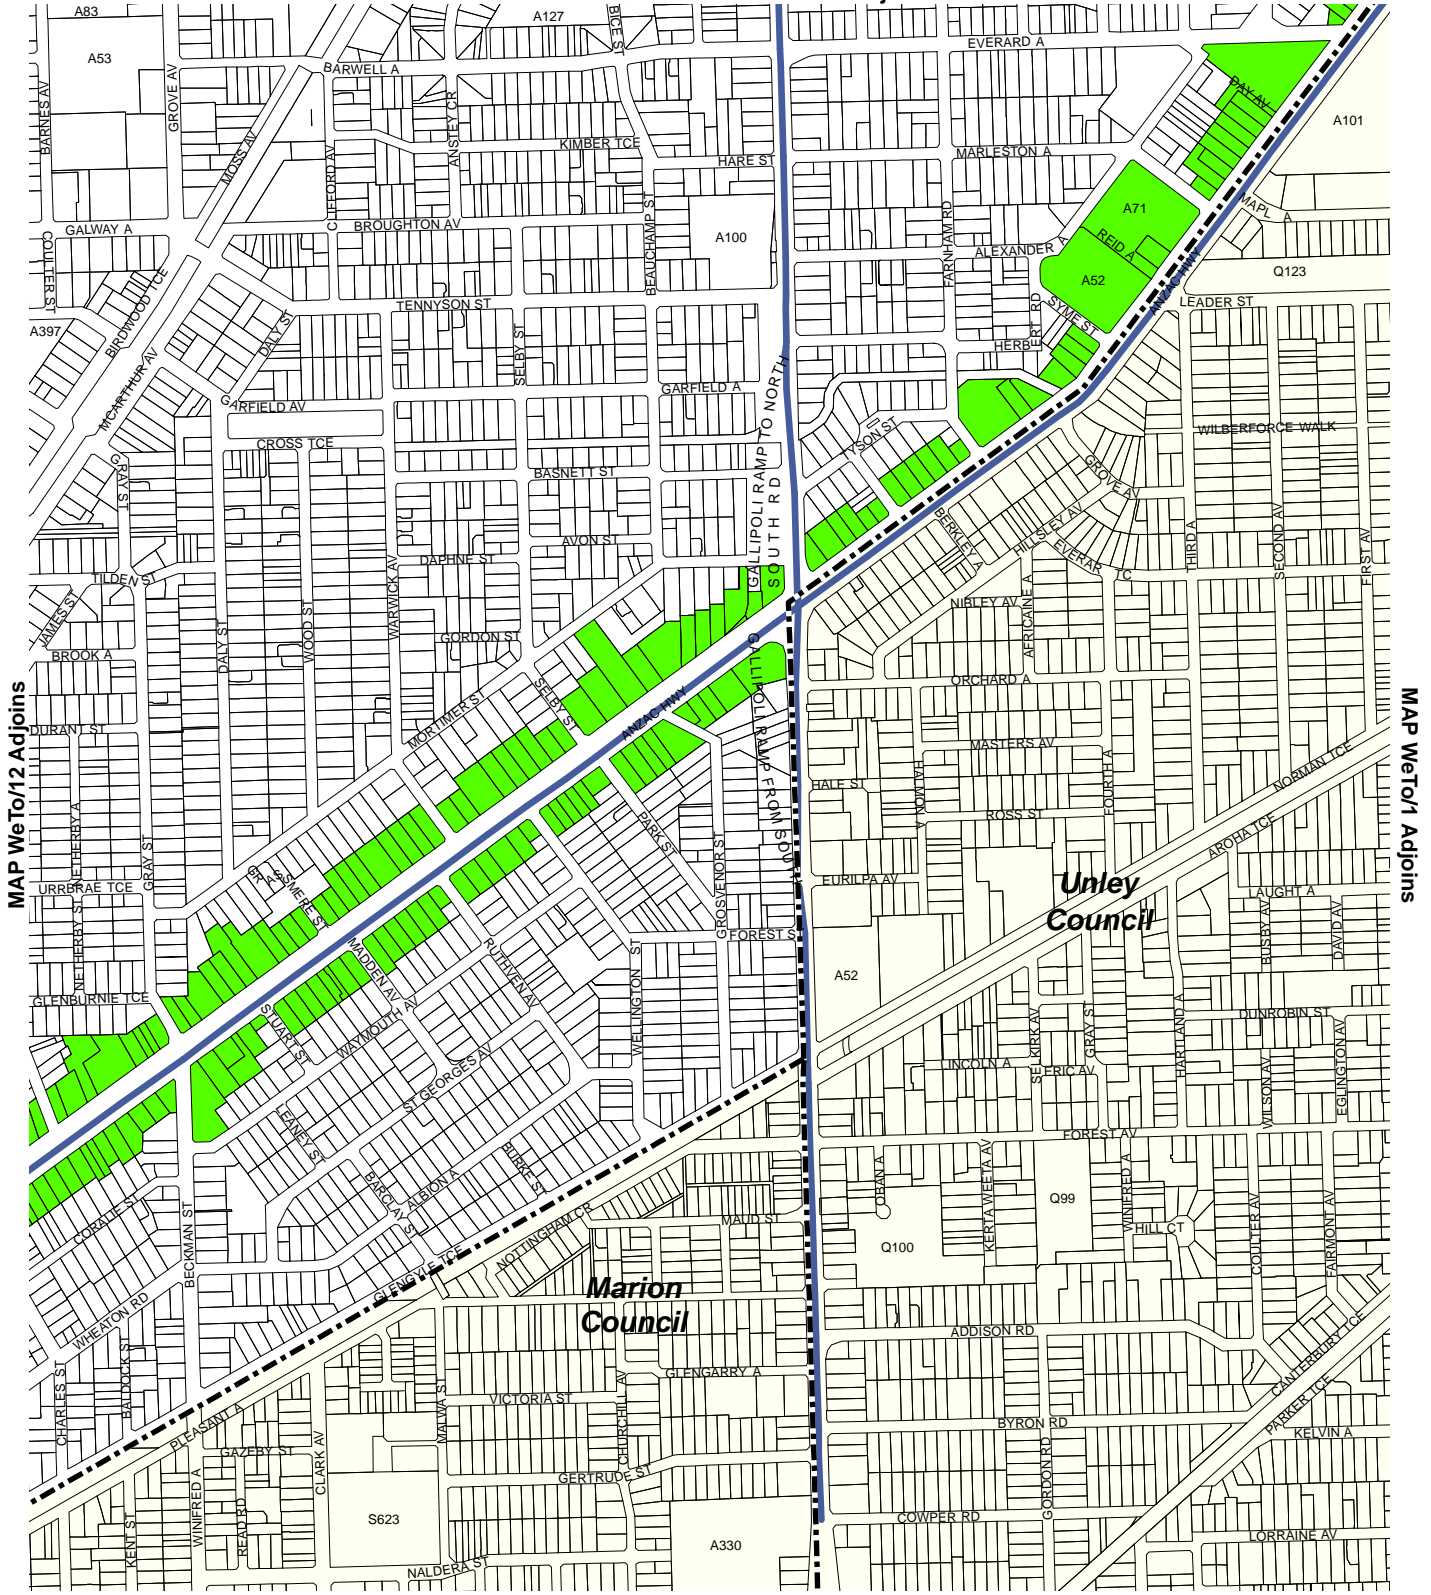 A83
A127
BICE ST
EVERARD A
A53
BARWELL A
DAY AV
BARNES AV
GROVE AV
ANSTEY CR
A101
MOSS AV
CLIFFORD AV
KIMBER TCE
HARE ST
MARLESTON A
GALWAY A
BROUGHTON AV
BEAUCHAMP ST
A100
FARNHAM RD
A71
REID A
MAPL A
ALEXANDER A
COULTER ST
A52
Q123
ANZAC HWY
BIRDWOOD TCE
TENNYSON ST
LEADER ST
A397
DALY ST
SELBY ST
SYME ST
HERBERT RD
MCARTHUR AV
GARFIELD AV
GARFIELD A
GALLIPOLI RAMP TO NORTH
SOUTH RD
CROSS TCE
TYSON ST
WILBERFORCE WALK
GRAY ST
BASNETT ST
GROVE AV
BERKLEY A
HILLSLEY AV
EVERAR TC
THIRD A
SECOND AV
FIRST AV
AVON ST
DAPHNE ST
WARWICK AV
TILDEN ST
JAMES ST
NIBLEY AV
AFRICAINE A
WOOD ST
DALY ST
GORDON ST
BROOK A
ORCHARD A
MAP WeTo/12 Adjoins
MAP WeTo/1 Adjoins
DURANT ST
MORTIMER ST
SELBY ST
ANZAC HWY
GALLIPOLI RAMP FROM SOUTH
MASTERS AV
NORMAN TCE
HALE ST
HALMON A
FOURTH A
ROSS ST
NETHERBY A
GRAY ST
PARK ST
GROSVENOR ST
AROHA TCE
URRBRAE TCE
GRASSMERE ST
EURILPA AV
Unley
Council
LAUGHT A
NETHERBY ST
FOREST S
BUSBY AV
DAVID AV
MADDEN AV
RUTHVEN AV
WELLINGTON ST
A52
GLENBURNIE TCE
STUART ST
WAYMOUTH AV
SELKIRK AV
GRAY ST
HARTLAND A
DUNROBIN ST
ST GEORGES AV
LINCOLN A
ERIC AV
WILSON AV
EGLINGTON AV
LEANEY ST
FOREST AV
BURKE ST
BARCLAY ST
ALBION A
OBAN A
KERTA WEETA AV
Q99
WINIFRED A
HILL CT
COULTER AV
FAIRMONT AV
CORALIE ST
BECKMAN ST
MAUD ST
NOTTINGHAM CR
Q100
GLENGYLE TCE
Marion
Council
WHEATON RD
ADDISON RD
CANTERBURY TCE
CHARLES ST
BALDOCK ST
GLENGARRY A
MALWA ST
VICTORIA ST
CHURCHILL AV
PARKER TCE
PLEASANT A
BYRON RD
KELVIN A
GAZEBY ST
CLARK AV
GERTRUDE ST
GORDON RD
WINIFRED A
READ RD
KENT ST
S623
COWPER RD
A330
LORRAINE AV
NALDERA ST